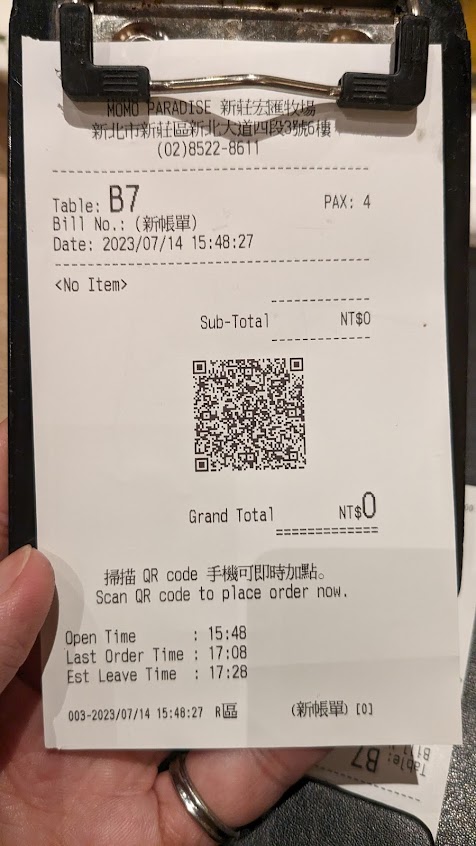 MOMO PARADISE 新莊宏匯牧場
新北市新莊區新北大道四段3號6樓
(02)8522-8611
Table: B7 PAX: 4
Bill No.: (新帳單)
Date: 2023/07/14 15:48:27
<No Item>
Sub-Total NT$0
Grand Total NT$0
掃描 QR code 手機可即時加點。
Scan QR code to place order now.
Open Time : 15:48
Last Order Time : 17:08
Est Leave Time : 17:28
003-2023/07/14 15:48:27 R區 (新帳單) [0]
Table: B7
Bill